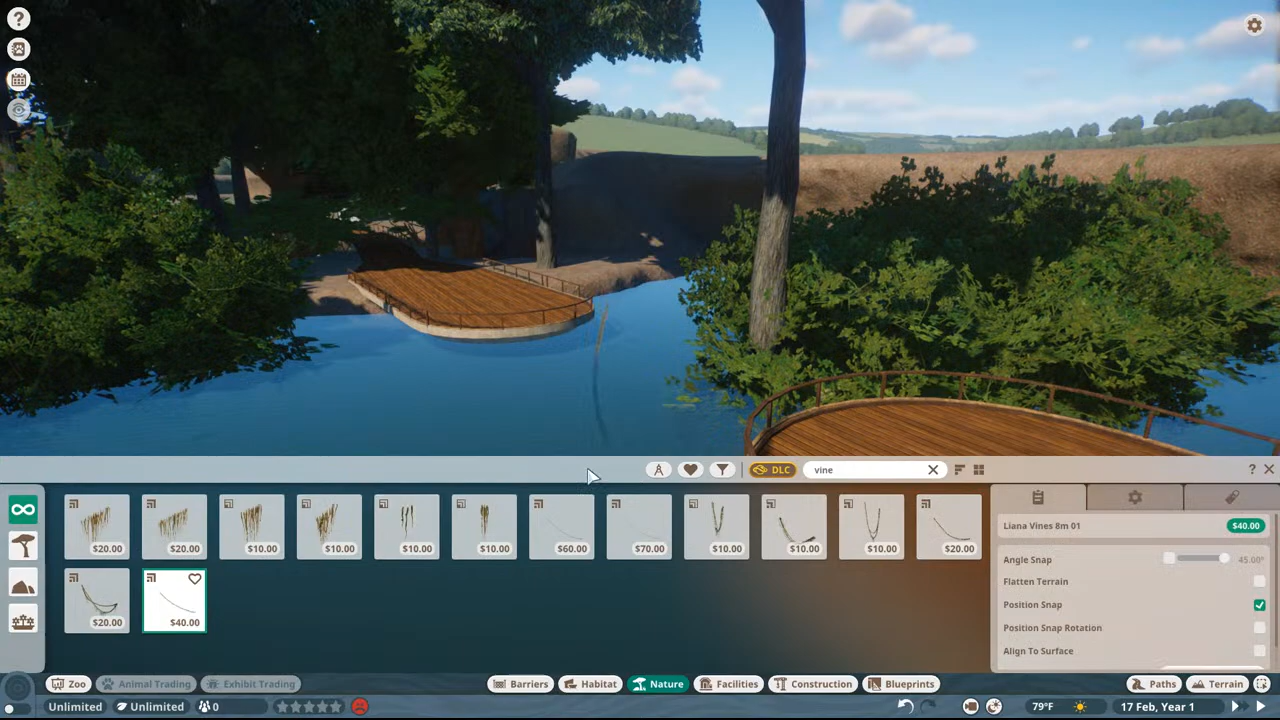 ?
DLC
vine
?
$20.00
$20.00
$10.00
$10.00
$10.00
$10.00
$60.00
$70.00
$10.00
$10.00
$10.00
$20.00
$20.00
$40.00
Liana Vines 8m 01
$40.00
Angle Snap
45.00°
Flatten Terrain
Position Snap
Position Snap Rotation
Align To Surface
Zoo
Animal Trading
Exhibit Trading
Barriers
Habitat
Nature
Facilities
Construction
Blueprints
Paths
Terrain
Unlimited
Unlimited
0
79°F
17 Feb, Year 1